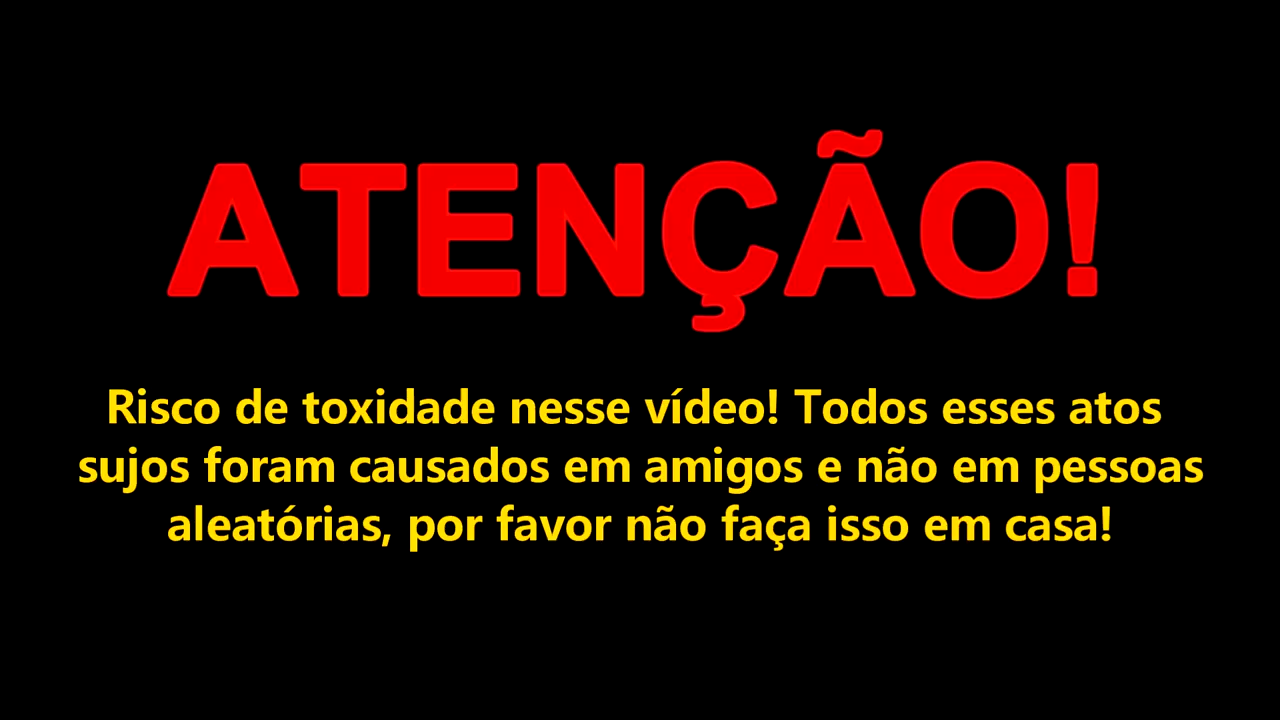 ATENÇÃO!
Risco de toxidade nesse vídeo! Todos esses atos
sujos foram causados em amigos e não em pessoas
aleatórias, por favor não faça isso em casa!